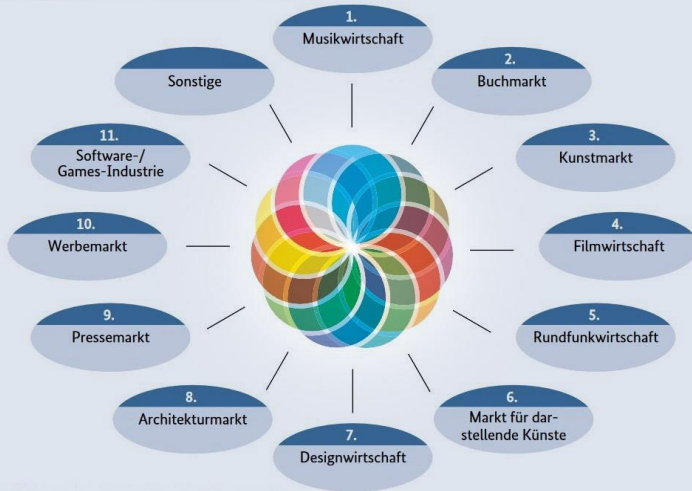 1.
Musikwirtschaft
2.
Buchmarkt
3.
Kunstmarkt
4.
Filmwirtschaft
5.
Rundfunkwirtschaft
6.
Markt für dar-
stellende Künste
7.
Designwirtschaft
8.
Architekturmarkt
9.
Pressemarkt
10.
Werbemarkt
11.
Software-/
Games-Industrie
Sonstige